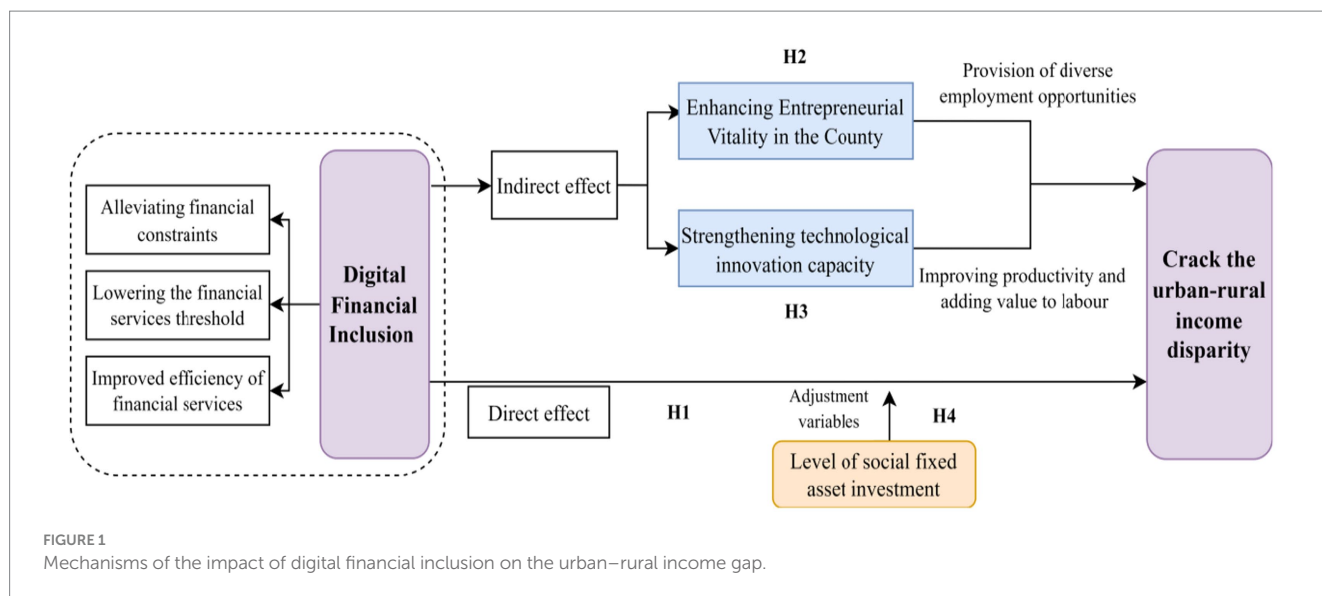 H2
Provision of diverse
employment opportunities
Enhancing Entrepreneurial
Vitality in the County
Indirect effect
Alleviating financial
constraints
Lowering the financial
services threshold
Improved efficiency of
financial services
Digital
Financial
Inclusion
Strengthening technological
innovation capacity
Improving productivity and
adding value to labour
H3
Crack the
urban-rural
income
disparity
Direct effect
H1
Adjustment
variables
H4
Level of social fixed
asset investment
FIGURE 1
Mechanisms of the impact of digital financial inclusion on the urban–rural income gap.